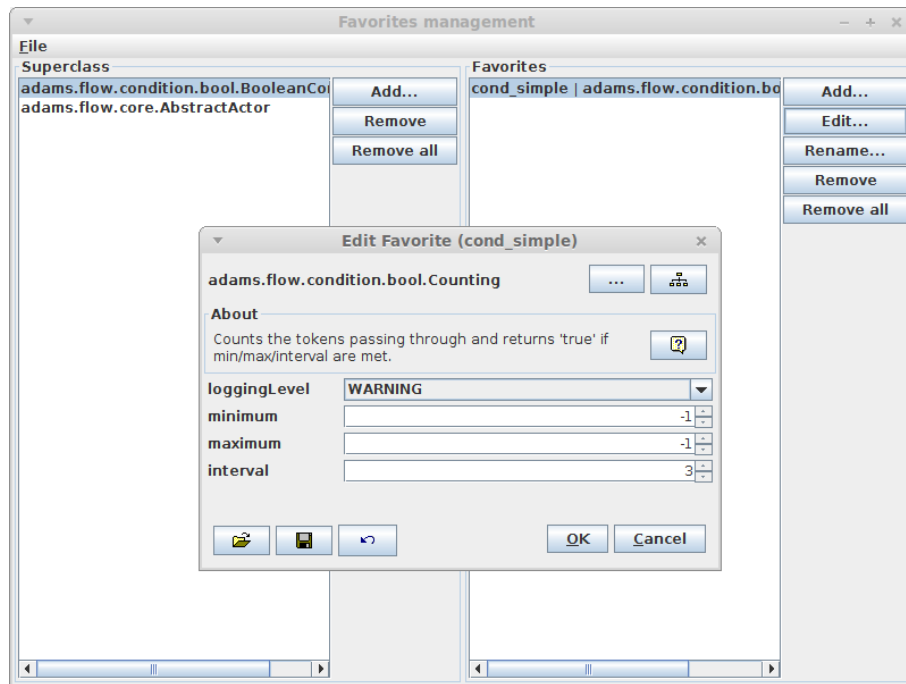 Favorites management
File
Superclass
adams.flow.condition.bool.BooleanCo
adams.flow.core.AbstractActor
Add...
Remove
Remove all
Favorites
cond_simple | adams.flow.condition.bo
Add...
Edit...
Rename...
Remove
Remove all
Edit Favorite (cond_simple)
adams.flow.condition.bool.Counting
...
About
Counts the tokens passing through and returns 'true' if
min/max/interval are met.
loggingLevel WARNING
minimum -1
maximum -1
interval 3
OK Cancel